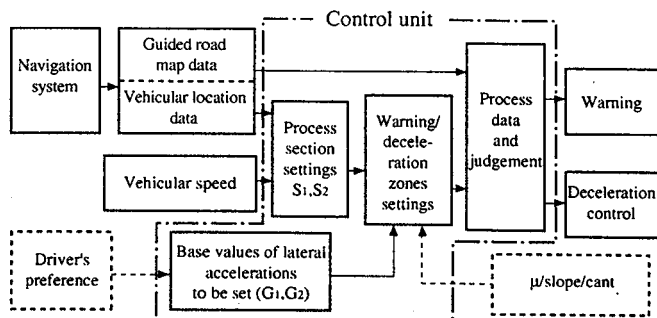 Control unit
Navigation
system
Guided road
map data
Vehicular location
data
Vehicular speed
Process
section
settings
S1,S2
Warning/
decele-
ration
zones
settings
Process
data
and
judgement
Warning
Deceleration
control
Driver's
preference
Base values of lateral
accelerations
to be set (G1,G2)
μ/slope/cant